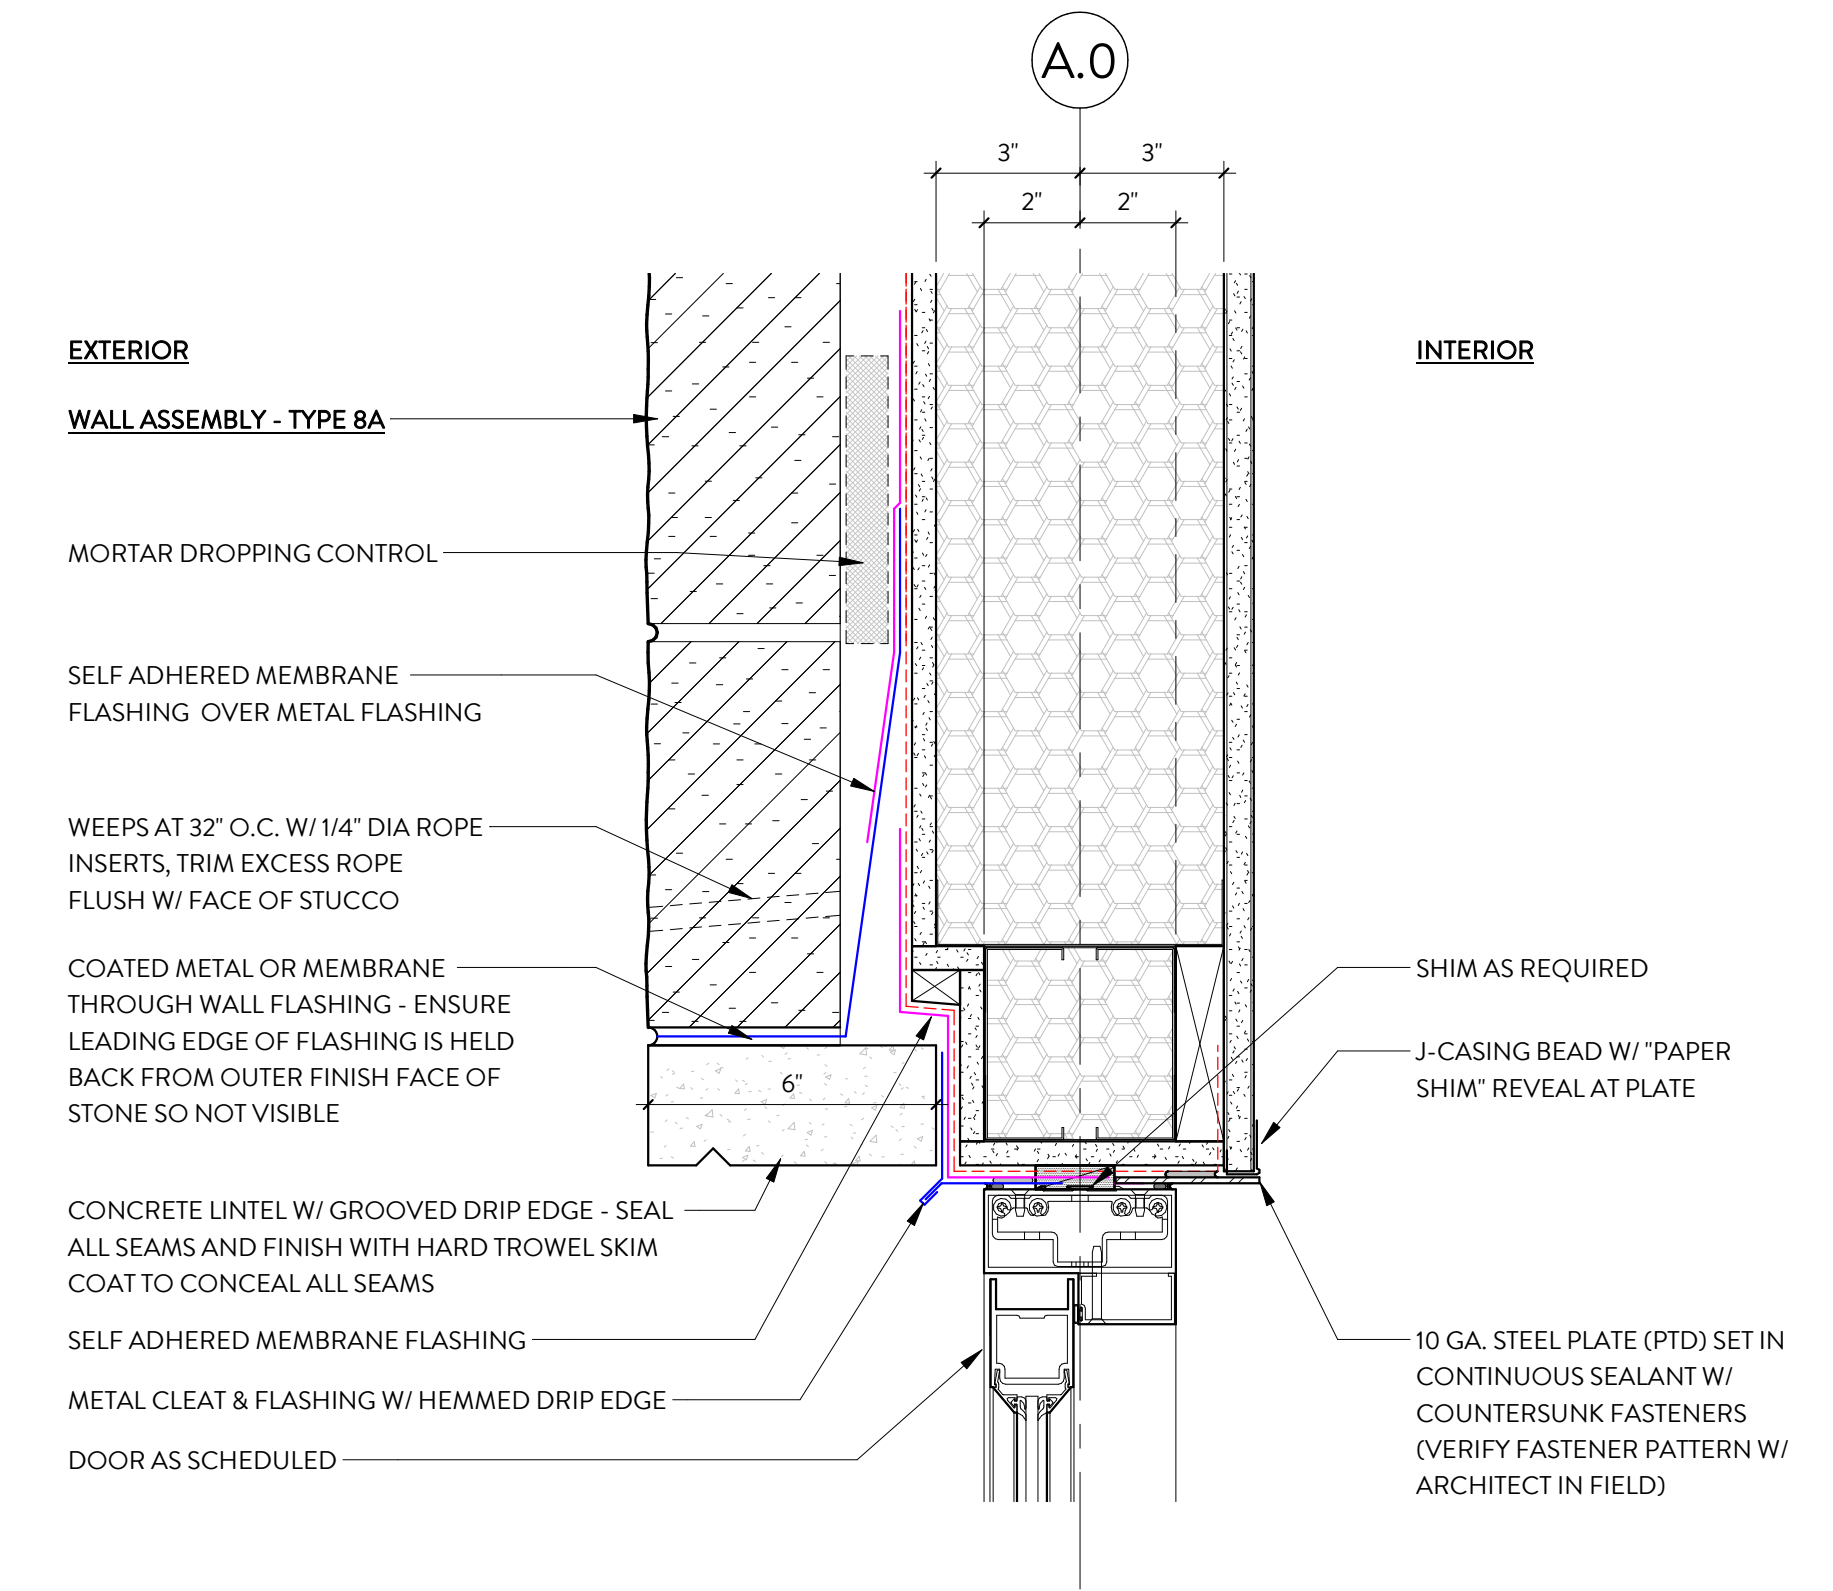 A.0
3" 3"
2" 2"
EXTERIOR
INTERIOR
WALL ASSEMBLY - TYPE 8A
MORTAR DROPPING CONTROL
SELF ADHERED MEMBRANE
FLASHING OVER METAL FLASHING
WEEPS AT 32" O.C. W/ 1/4" DIA ROPE
INSERTS, TRIM EXCESS ROPE
FLUSH W/ FACE OF STUCCO
COATED METAL OR MEMBRANE
THROUGH WALL FLASHING - ENSURE
LEADING EDGE OF FLASHING IS HELD
BACK FROM OUTER FINISH FACE OF
STONE SO NOT VISIBLE
6"
CONCRETE LINTEL W/ GROOVED DRIP EDGE - SEAL
ALL SEAMS AND FINISH WITH HARD TROWEL SKIM
COAT TO CONCEAL ALL SEAMS
SELF ADHERED MEMBRANE FLASHING
METAL CLEAT & FLASHING W/ HEMMED DRIP EDGE
DOOR AS SCHEDULED
SHIM AS REQUIRED
J-CASING BEAD W/ "PAPER
SHIM" REVEAL AT PLATE
10 GA. STEEL PLATE (PTD) SET IN
CONTINUOUS SEALANT W/
COUNTERSUNK FASTENERS
(VERIFY FASTENER PATTERN W/
ARCHITECT IN FIELD)